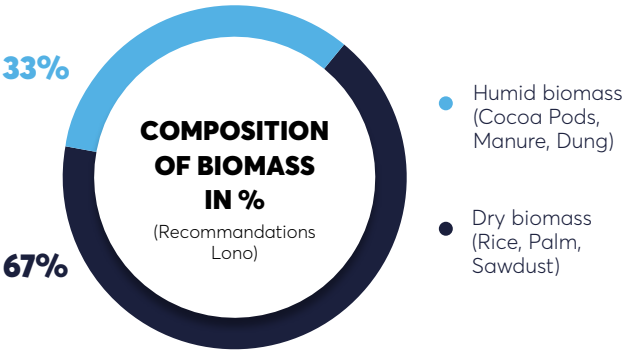 33%
67%
COMPOSITION
OF BIOMASS
IN %
(Recommandations
Lono)
Humid biomass
(Cocoa Pods,
Manure, Dung)
Dry biomass
(Rice, Palm,
Sawdust)